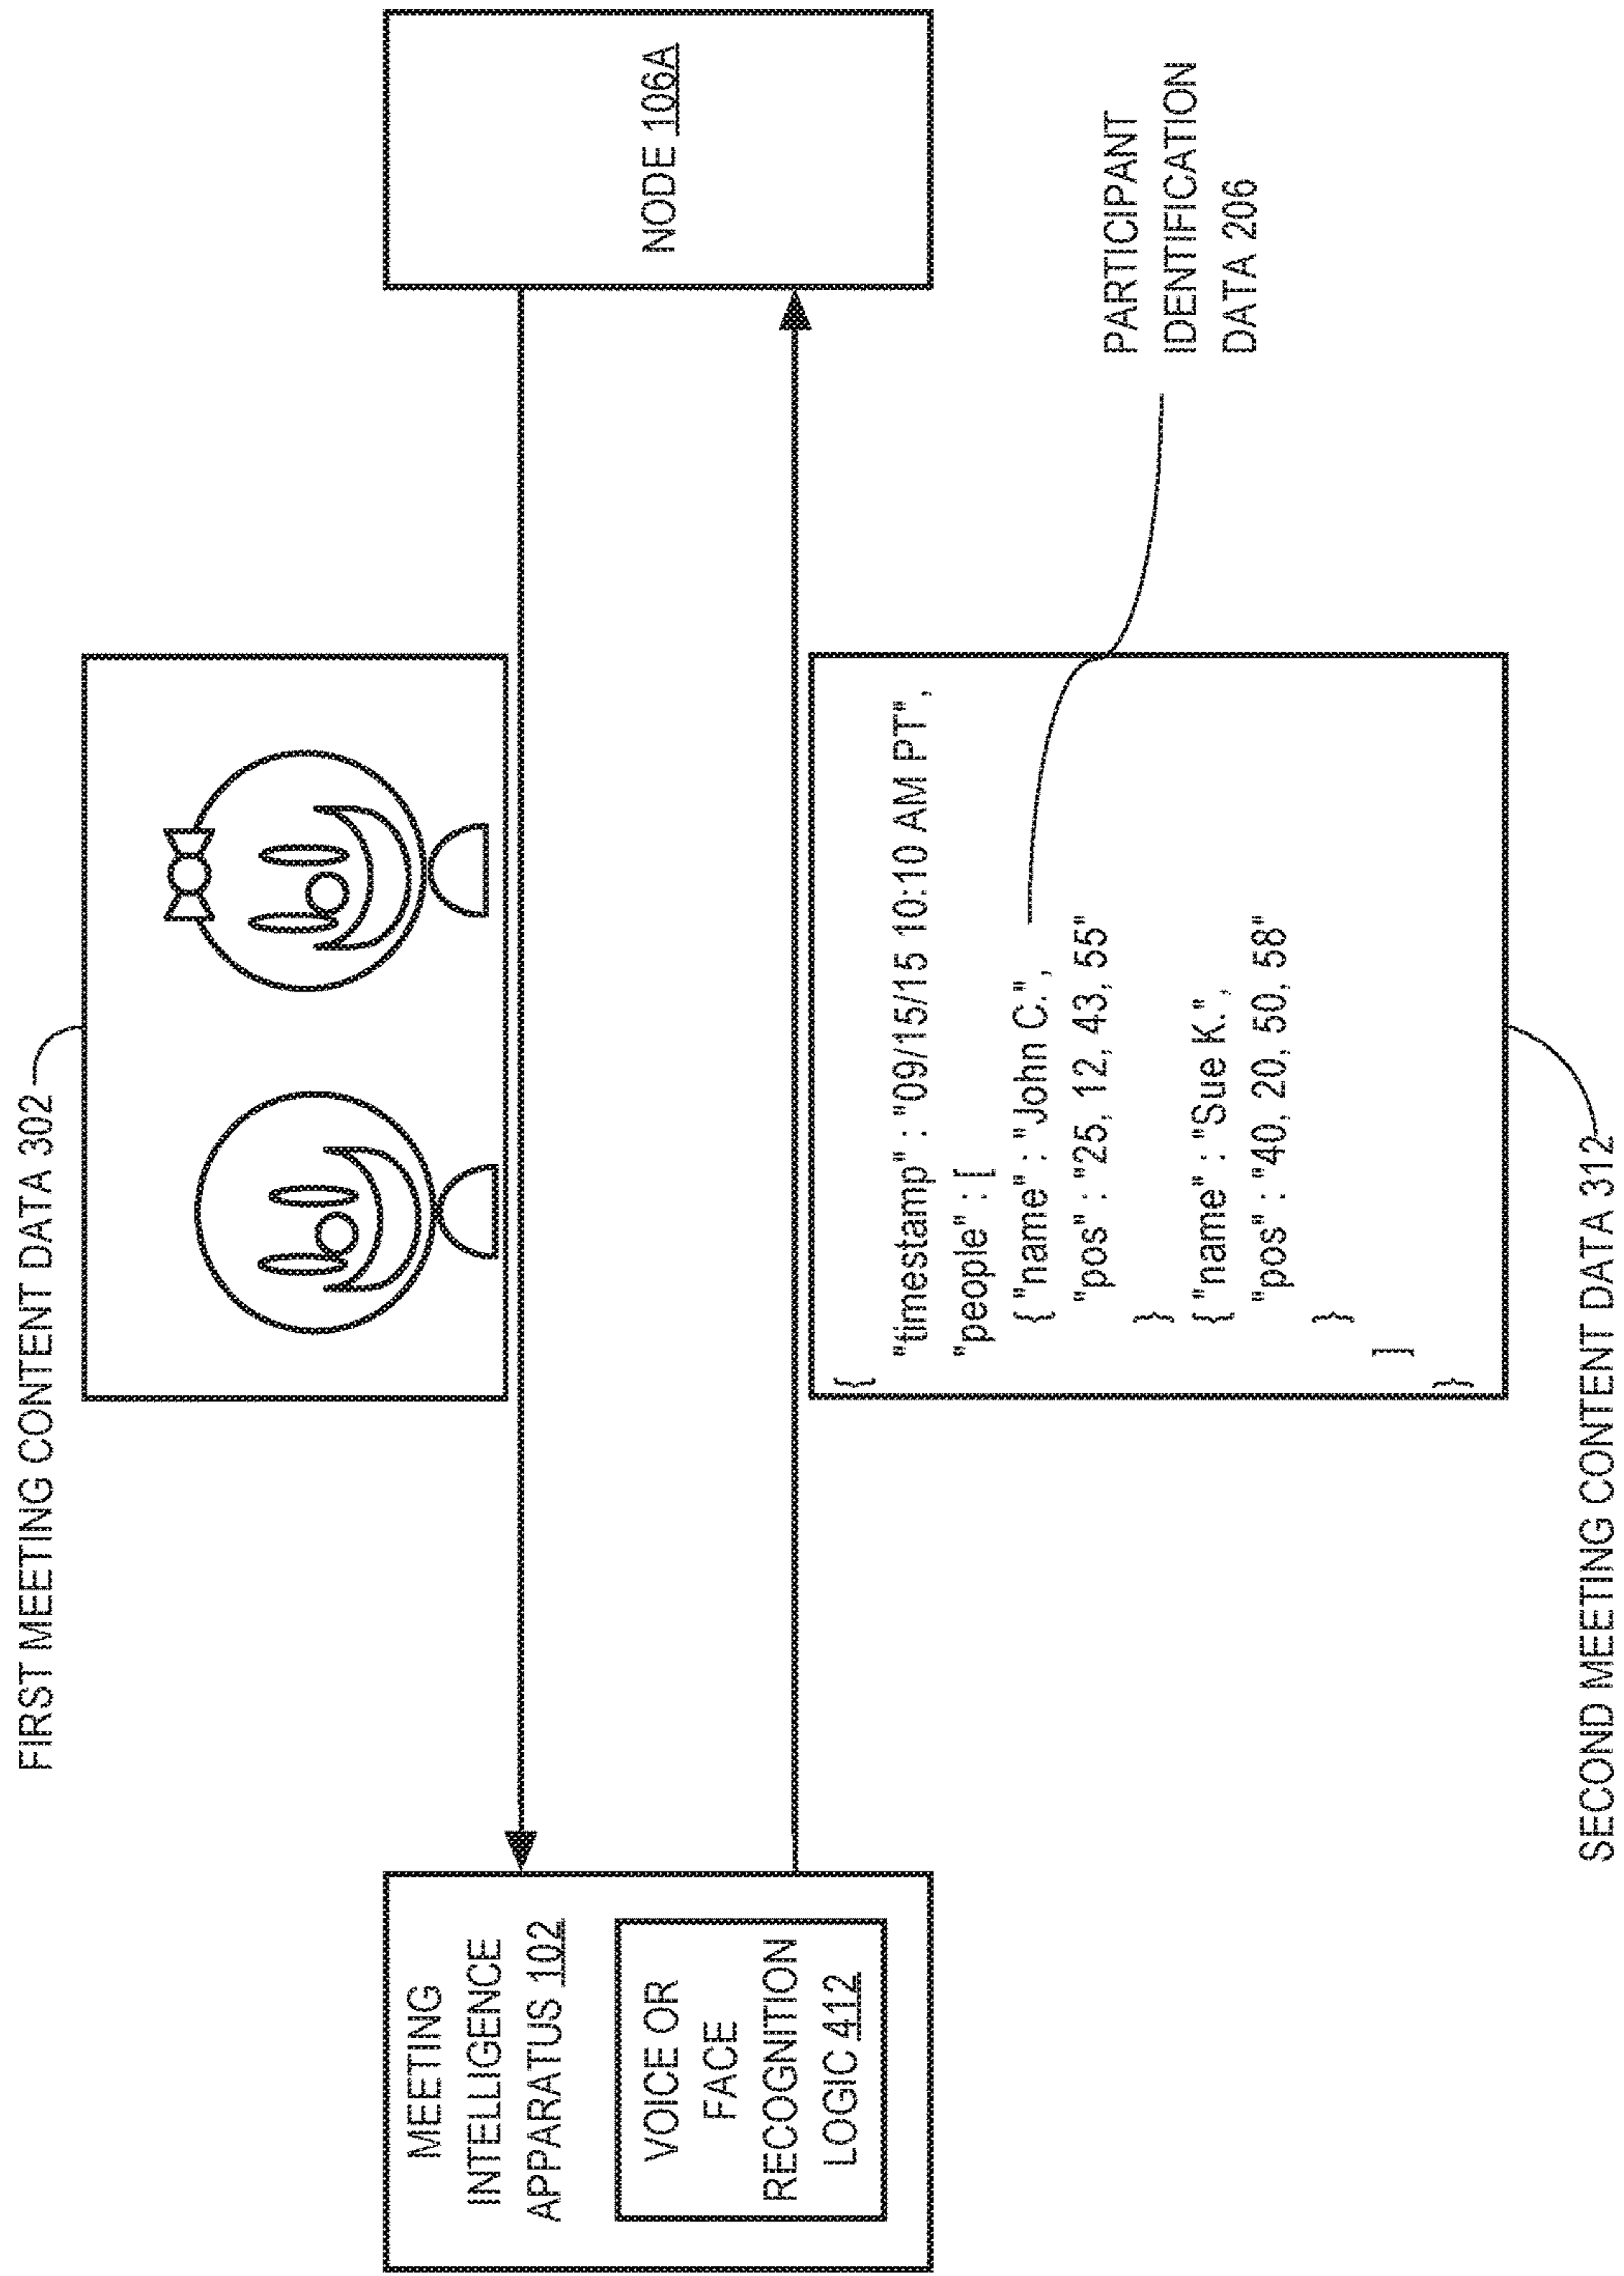 FIRST MEETING CONTENT DATA 302
MEETING
INTELLIGENCE
APPARATUS 102
VOICE OR
FACE
RECOGNITION
LOGIC 412
NODE 106A
{
"timestamp" : "09/15/15 10:10 AM PT",
"people" : [
{ "name" : "John C.",
"pos" : "25, 12, 43, 55"
}
{ "name" : "Sue K.",
"pos" : "40, 20, 50, 58"
}
]
}
PARTICIPANT
IDENTIFICATION
DATA 206
SECOND MEETING CONTENT DATA 312